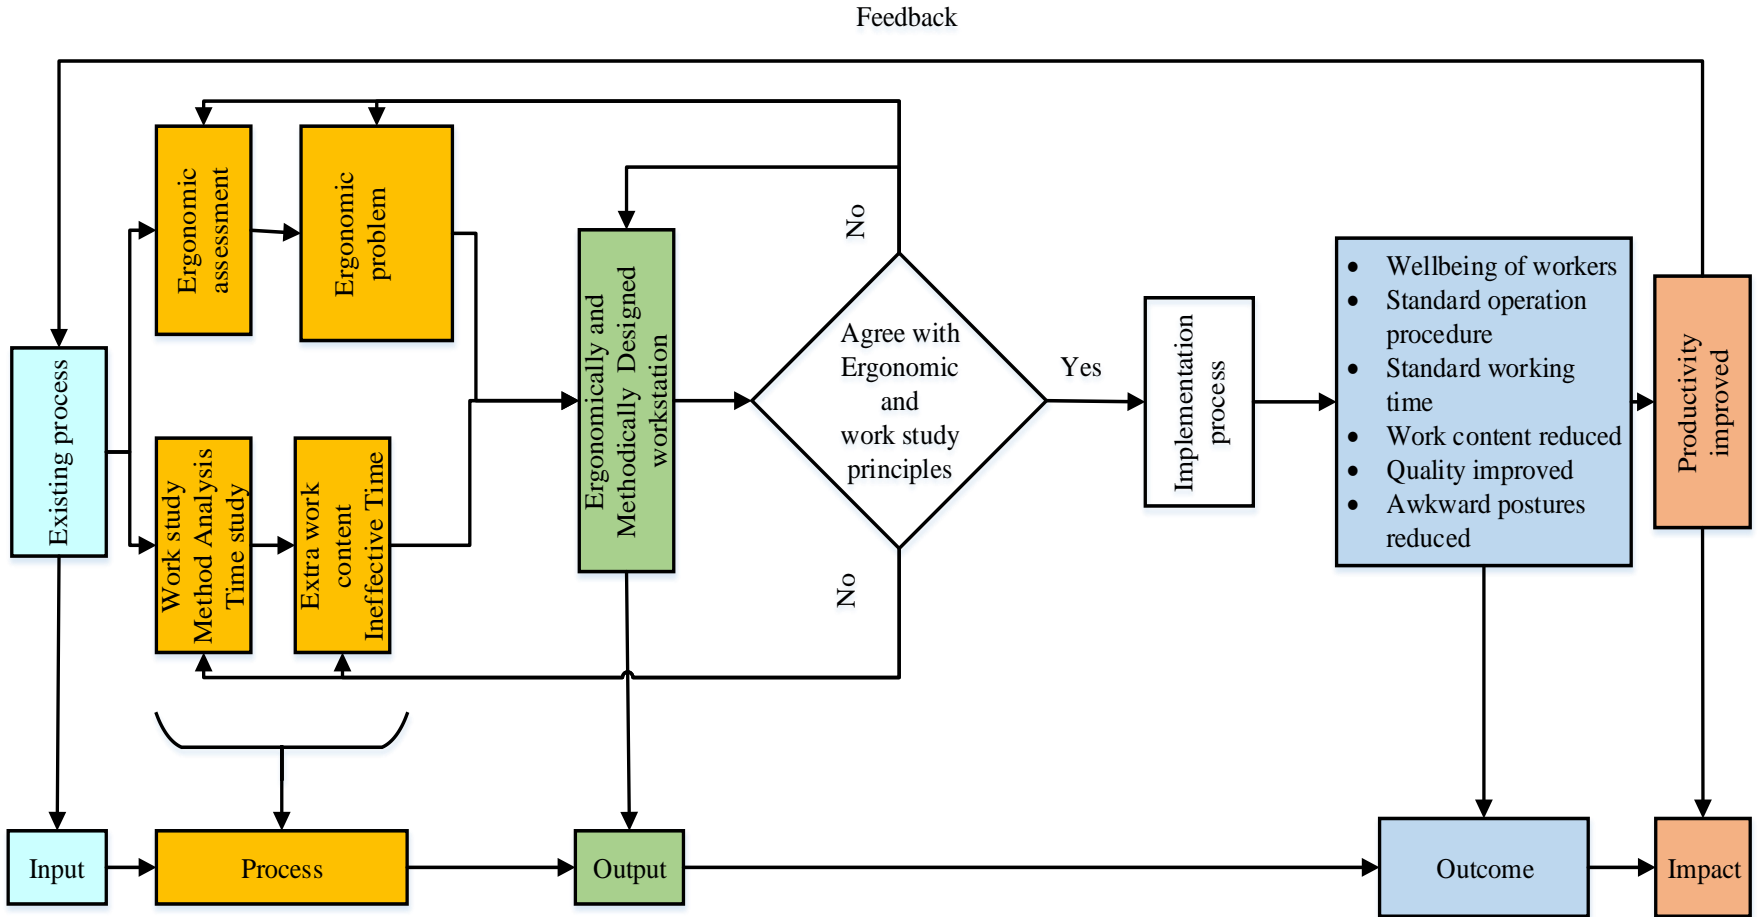 Feedback
Existing process
Ergonomic
assessment
Ergonomic
problem
Work study
Method Analysis
Time study
Extra work
content
Ineffective Time
Ergonomically and
Methodically Designed
workstation
No
Agree with
Ergonomic
and
work study
principles
No
Yes
Implementation
process
• Wellbeing of workers
• Standard operation
procedure
• Standard working
time
• Work content reduced
• Quality improved
• Awkward postures
reduced
Productivity
improved
Input
Process
Output
Outcome
Impact